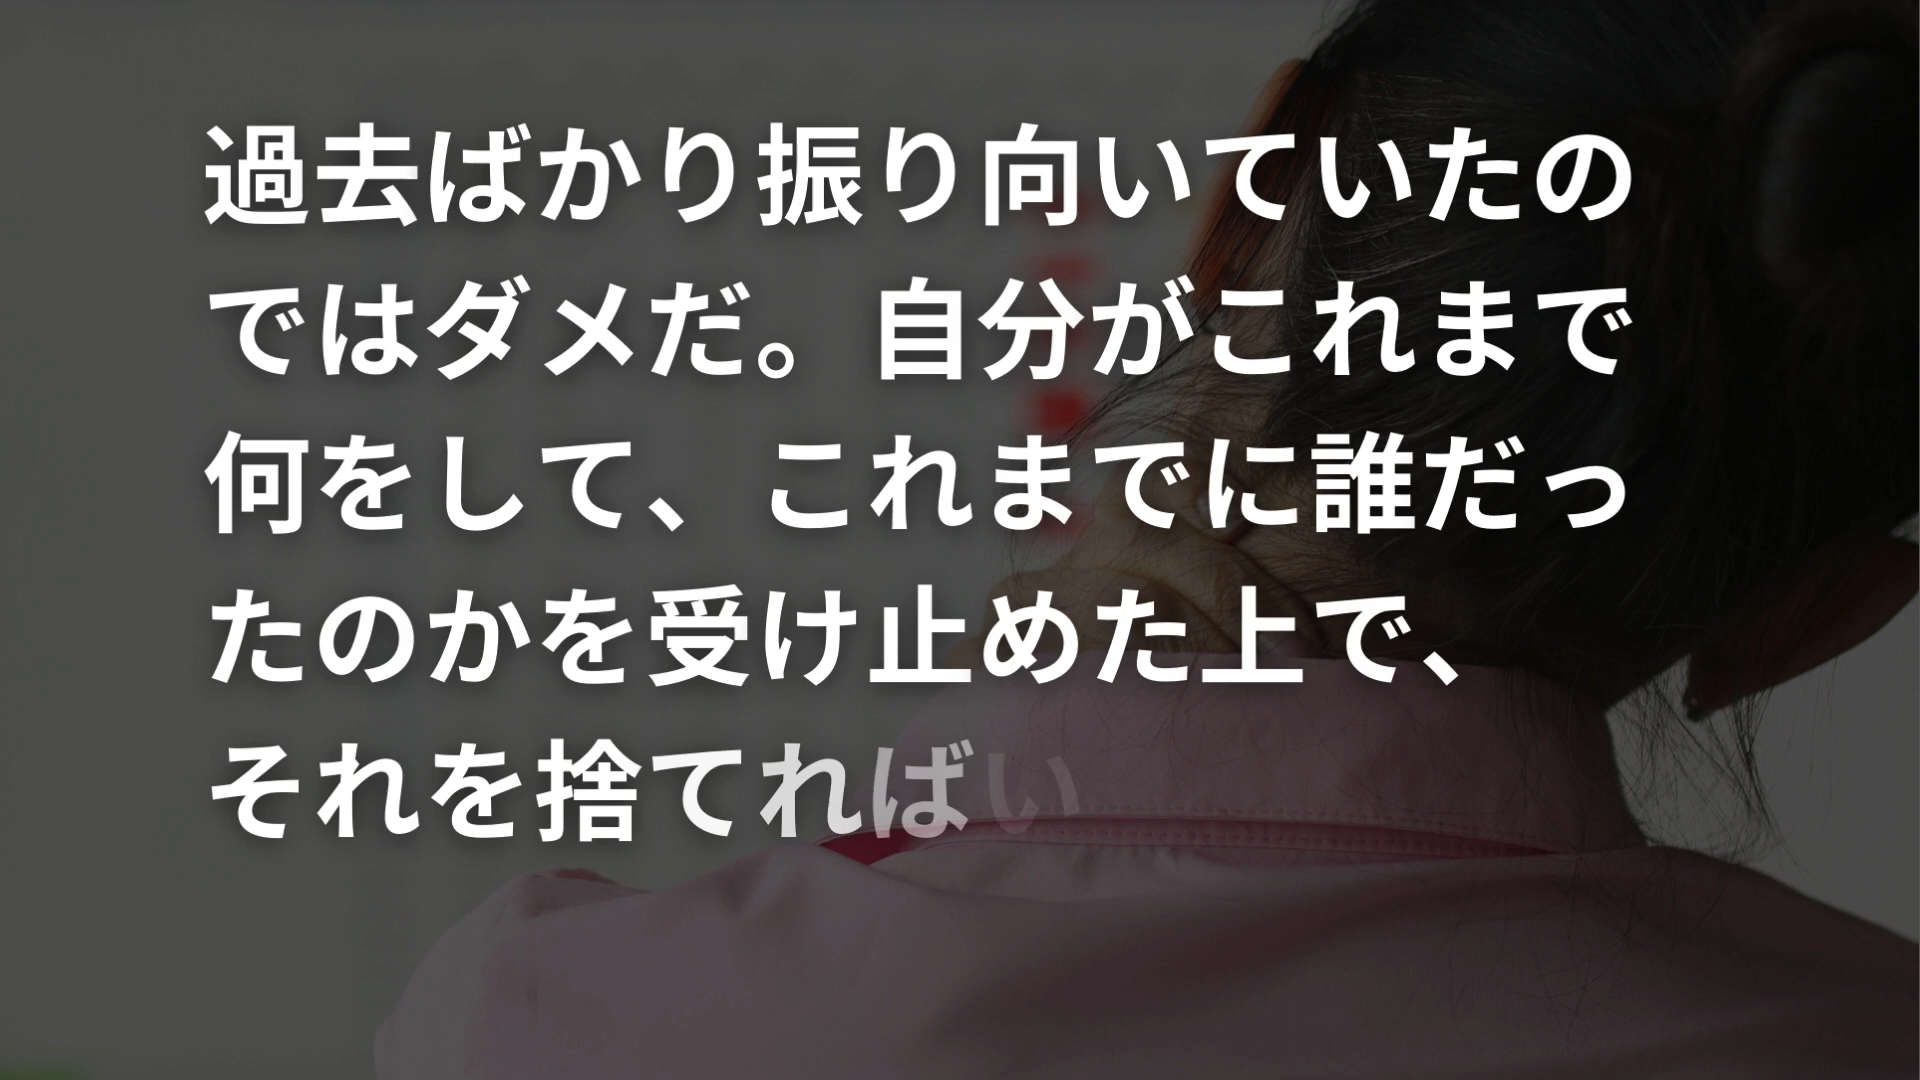 過去ばかり振り向いていたの
ではダメだ。自分がこれまで
何をして、これまでに誰だっ
たのかを受け止めた上で、
それを捨てればい